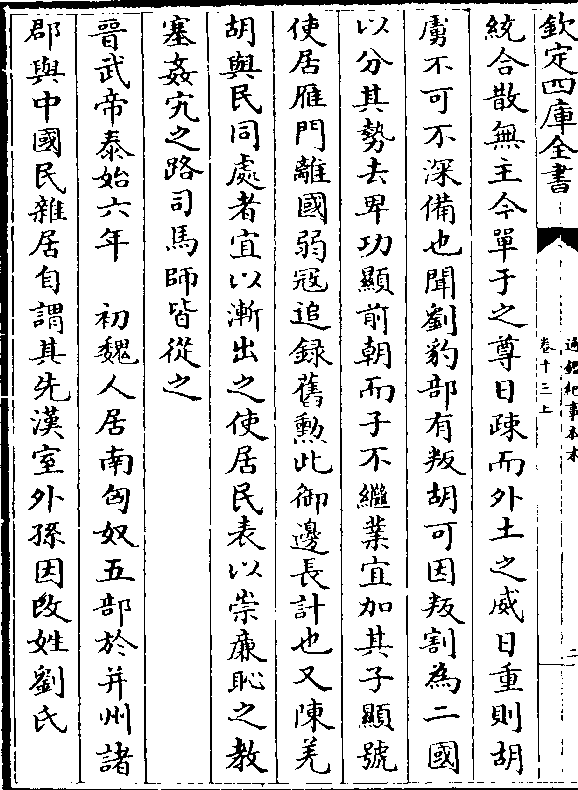 欽定四庫全書
通鑑紀事本末
卷十三上
二
統合散無主今單于之尊日疎而外土之威日重則胡
虜不可不深備也聞劉豹部有叛胡可因叛割為二國
以分其勢去卑功顯前朝而子不繼業宜加其子顯號
使居雁門離國弱寇追録舊勲此御邊長計也又陳羌
胡與民同處者宜以漸出之使居民表以崇廉恥之教
塞姦宄之路司馬師皆從之
晉武帝泰始六年　初魏人居南匈奴五部於并州諸
郡與中國民雜居自謂其先漢室外孫因改姓劉氏